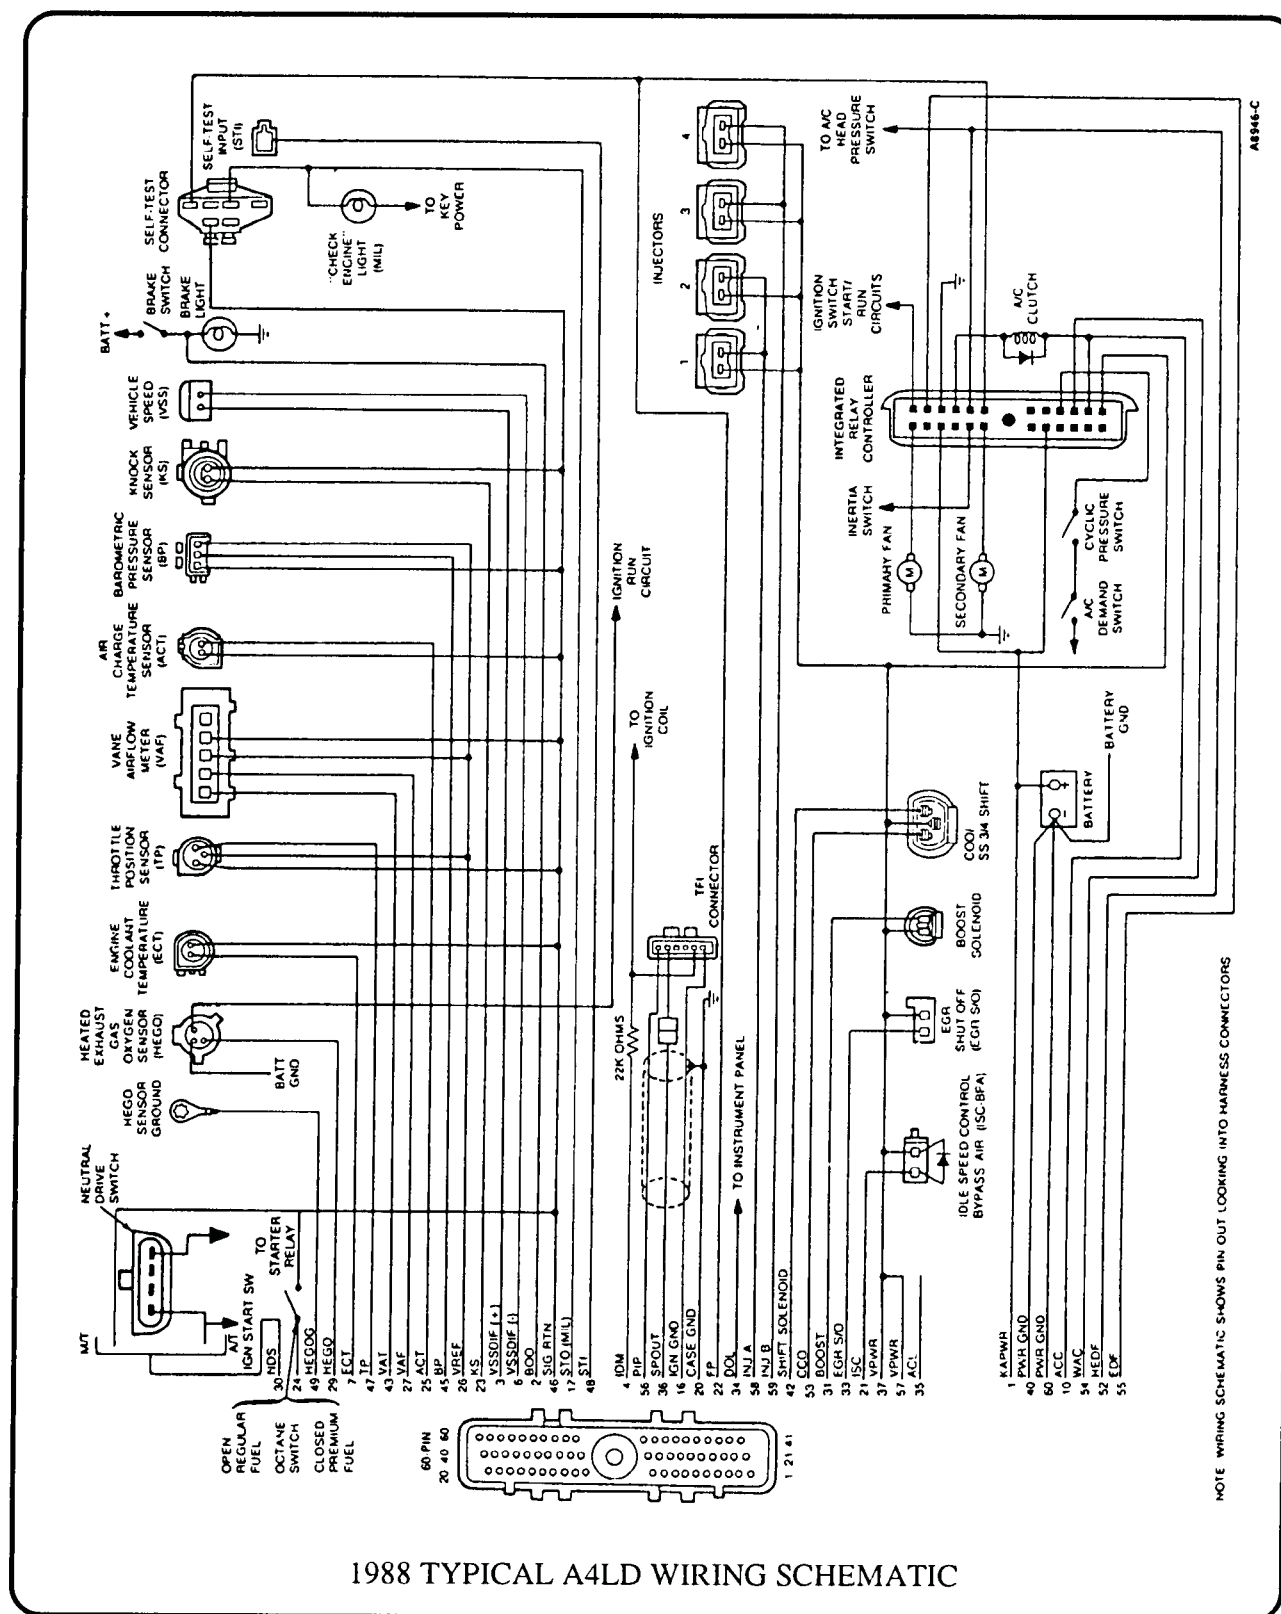 A8946-C
SELF-TEST
INPUT
(STI)
SELF-TEST
CONNECTOR
"CHECK
ENGINE"
LIGHT
(MIL)
TO
KEY
POWER
BRAKE
SWITCH
BRAKE
LIGHT
BATT +
VEHICLE
SPEED
(VSS)
KNOCK
SENSOR
(KS)
BAROMETRIC
PRESSURE
SENSOR
(BP)
AIR
CHARGE
TEMPERATURE
SENSOR
(ACT)
VANE
AIRFLOW
METER
(VAF)
THROTTLE
POSITION
SENSOR
(TP)
ENGINE
COOLANT
TEMPERATURE
(ECT)
HEATED
EXHAUST
GAS
OXYGEN
SENSOR
(HEGO)
BATT
GND
HEGO
SENSOR
GROUND
NEUTRAL
DRIVE
SWITCH
TO
STARTER
RELAY
M/T
A/T
IGN START SW
OPEN
REGULAR
FUEL
OCTANE
SWITCH
CLOSED
PREMIUM
FUEL
NDS
30
24
HEGOG
49
HEGO
29
ECT
7
TP
47
VAT
43
VAF
27
ACT
25
BP
45
VREF
26
KS
23
VSSDIF (+)
3
VSSDIF (-)
6
BOO
2
SIG RTN
46
STO (MIL)
17
STI
48
IDM
4
PIP
56
SPOUT
36
IGN GND
16
CASE GND
20
FP
22
DOL
34
INJ A
58
INJ B
59
SHIFT SOLENOID
42
CCO
53
BOOST
31
EGR S/O
33
ISC
21
VPWR
37
VPWR
57
35
KAPWR
1
PWR GND
40
PWR GND
60
ACC
10
WAC
54
HEDF
52
EDF
55
60-PIN
20 40 60
1 21 41
IGNITION
RUN
CIRCUIT
TO
IGNITION
COIL
22K OHMS
TFI
CONNECTOR
TO INSTRUMENT PANEL
INJECTORS
1
2
3
4
TO A/C
HEAD
PRESSURE
SWITCH
IGNITION
SWITCH
START/
RUN
CIRCUITS
A/C
CLUTCH
INTEGRATED
RELAY
CONTROLLER
INERTIA
SWITCH
PRIMARY FAN
M
SECONDARY FAN
M
CYCLIC
PRESSURE
SWITCH
A/C
DEMAND
SWITCH
SS 3/4 SHIFT
BOOST
SOLENOID
EGR
SHUT OFF
(EGR S/O)
IDLE SPEED CONTROL
BYPASS AIR (ISC-BFA)
+
-
BATTERY
BATTERY
GND
NOTE WIRING SCHEMATIC SHOWS PIN OUT LOOKING INTO HARNESS CONNECTORS
1988 TYPICAL A4LD WIRING SCHEMATIC